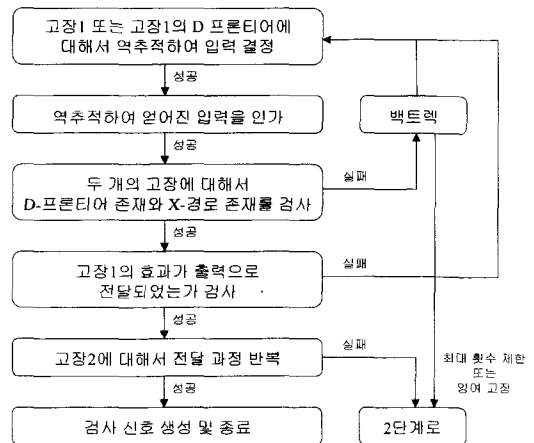 고장1 또는 고장1의 D 프론티어에
대해서 역추적하여 입력 결정
성공
역추적하여 얻어진 입력을 인가
백트렉
성공
두 개의 고장에 대해서
D-프론티어 존재와 X-경로 존재를 검사
실패
성공
고장1의 효과가 출력으로
전달되었는가 검사
실패
성공
고장2에 대해서 전달 과정 반복
실패
최대 횟수 제한
또는
잉여 고장
성공
검사 신호 생성 및 종료
2단계로